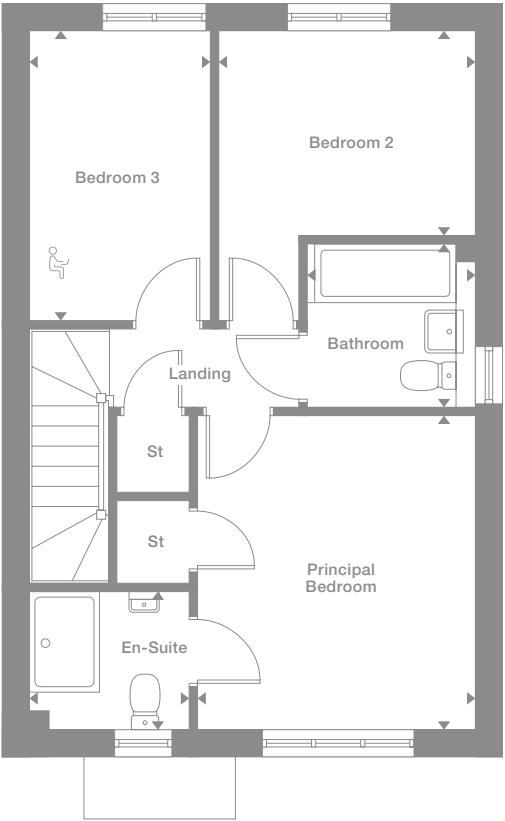 Bedroom 2
Bedroom 3
Bathroom
Landing
St
St
Principal
Bedroom
En-Suite